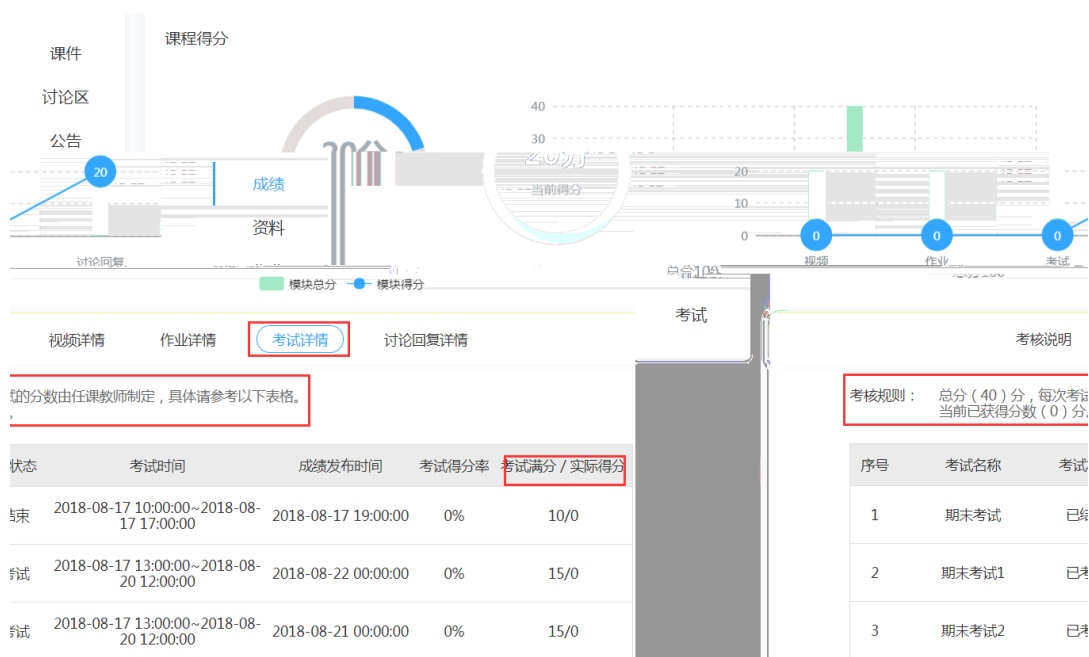 课件
课程得分
讨论区
公告
40
30
20分
20
成绩
当前得分
20
10
资料
0
0
0
0
讨论回复
视频
作业
考试
模块总分
模块得分
考试
视频详情
作业详情
考试详情
讨论回复详情
考核说明
的分数由任课教师制定，具体请参考以下表格。
考核规则：
总分（40）分，每次考试
当前已获得分数（0）分
状态
考试时间
成绩发布时间
考试得分率
考试满分 / 实际得分
序号
考试名称
2018-08-17 10:00:00~2018-08-
17 17:00:00
2018-08-17 19:00:00
0%
10/0
1
期末考试
2018-08-17 13:00:00~2018-08-
20 12:00:00
2018-08-22 00:00:00
0%
15/0
2
期末考试1
2018-08-17 13:00:00~2018-08-
20 12:00:00
2018-08-21 00:00:00
0%
15/0
3
期末考试2